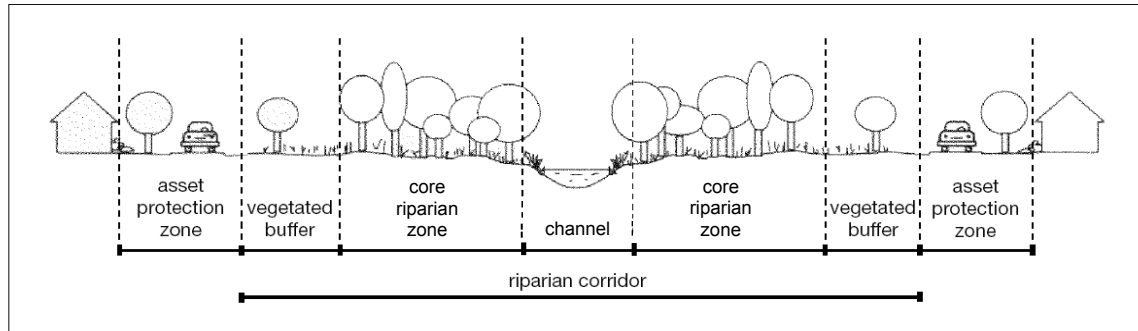 asset
protection
zone
vegetated
buffer
core
riparian
zone
channel
core
riparian
zone
vegetated
buffer
asset
protection
zone
riparian corridor